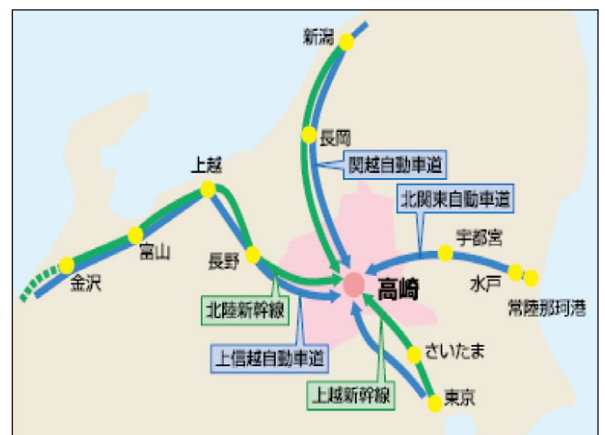 新潟
長岡
関越自動車道
上越
北関東自動車道
宇都宮
富山
長野
水戸
金沢
高崎
常陸那珂港
北陸新幹線
上信越自動車道
さいたま
上越新幹線
東京